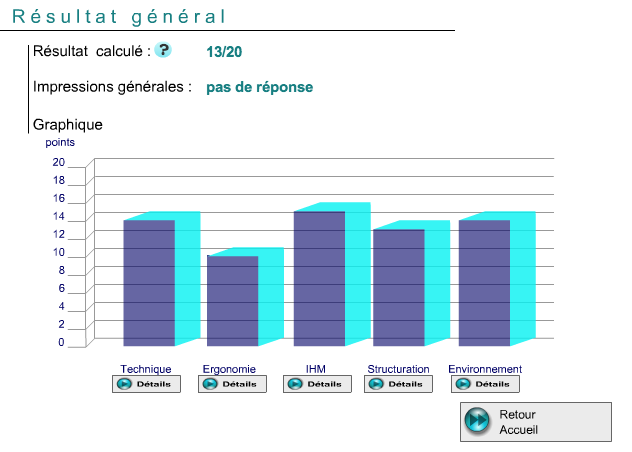 Résultat général
Résultat calculé : ? 13/20
Impressions générales : pas de réponse
Graphique
points
20
18
16
14
12
10
8
6
4
2
0
Technique Ergonomie IHM Structuration Environnement
Détails Détails Détails Détails Détails
Retour
Accueil